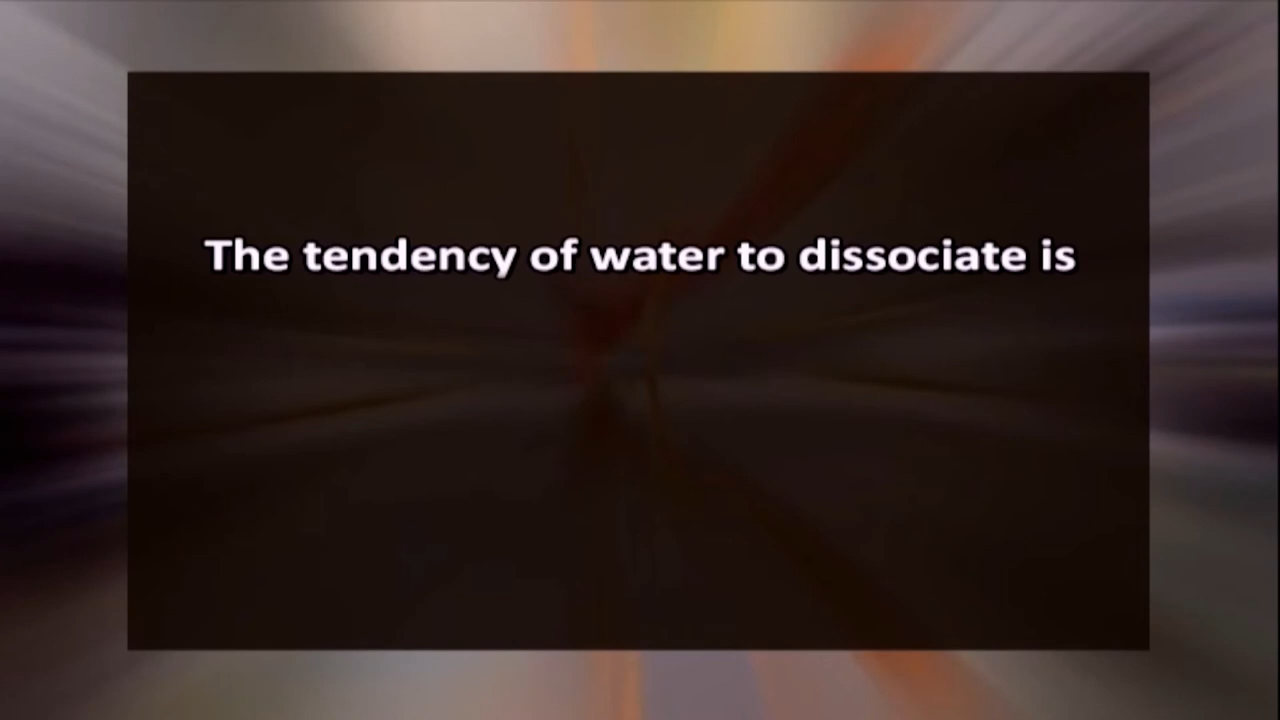 The tendency of water to dissociate is